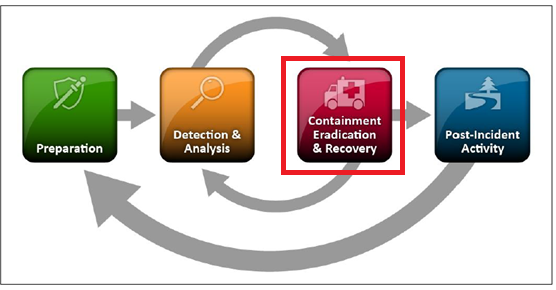 Preparation
Detection &
Analysis
Containment
Eradication
& Recovery
Post-Incident
Activity